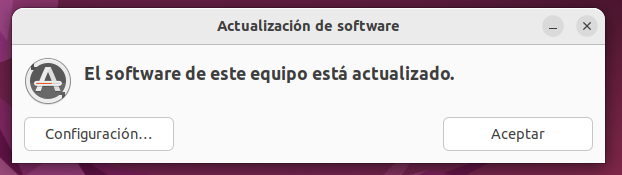 Actualización de software
El software de este equipo está actualizado.
Configuración…
Aceptar